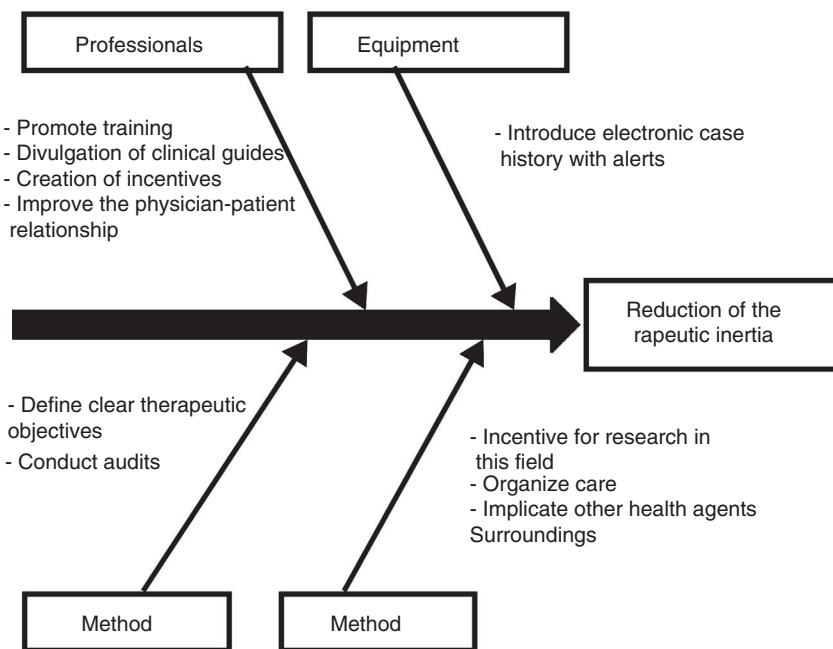 Professionals
Equipment
- Promote training
- Divulgation of clinical guides
- Creation of incentives
- Improve the physician-patient
relationship
- Introduce electronic case
history with alerts
Reduction of the
rapeutic inertia
- Define clear therapeutic
objectives
- Conduct audits
- Incentive for research in
this field
- Organize care
- Implicate other health agents
Surroundings
Method
Method